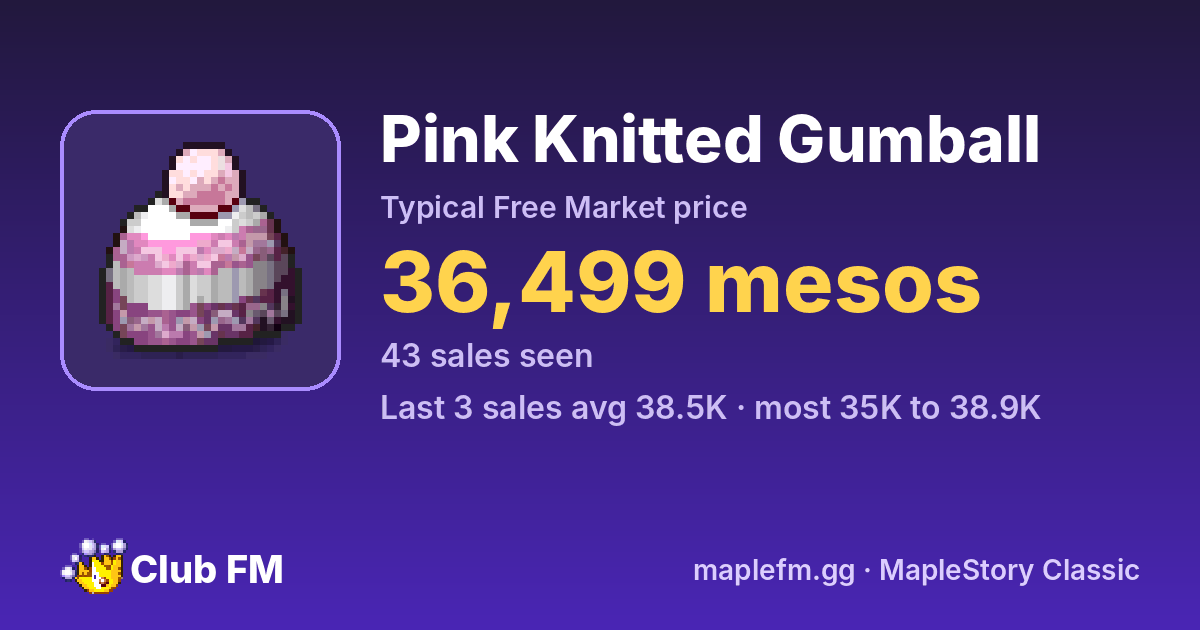 Pink Knitted Gumball
Typical Free Market price
36,499 mesos
43 sales seen
Last 3 sales avg 38.5K · most 35K to 38.9K
Club FM
maplefm.gg · MapleStory Classic